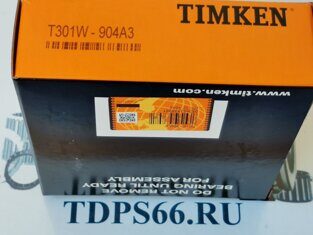 TIMKEN
T301W - 904A3
www.timken.com
DO NOT REMOVE
BEARING UNTIL READY
FOR ASSEMBLY
TDPS66.RU